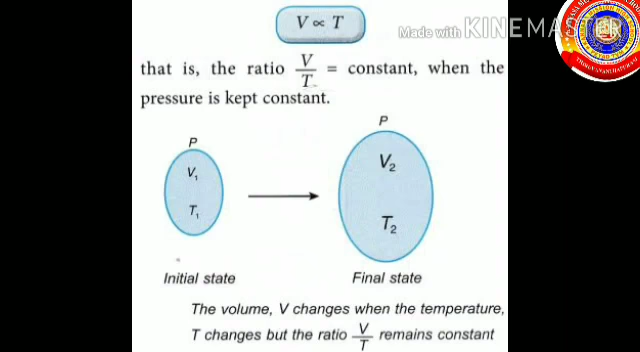 V ∝ T
Made with KINEMASTER
that is, the ratio V/T = constant, when the
pressure is kept constant.
P
P
V₁
V₂
T₁
T₂
Initial state
Final state
The volume, V changes when the temperature,
T changes but the ratio V/T remains constant